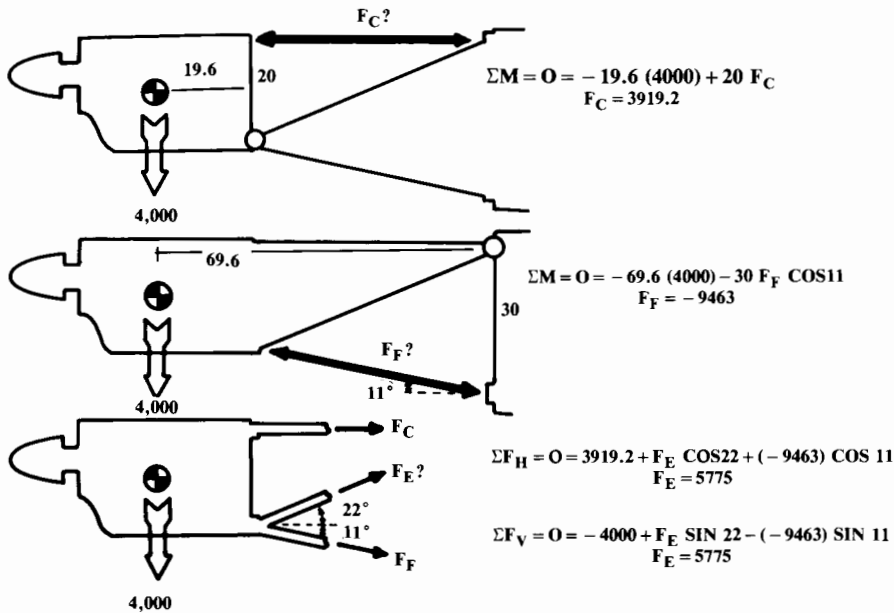 F_C?
19.6
20
4,000
ΣM = O = − 19.6 (4000) + 20 F_C
F_C = 3919.2
69.6
30
F_F?
11°
4,000
ΣM = O = − 69.6 (4000) − 30 F_F COS11
F_F = − 9463
F_C
F_E?
22°
11°
F_F
4,000
ΣF_H = O = 3919.2 + F_E COS22 + (− 9463) COS 11
F_E = 5775
ΣF_V = O = − 4000 + F_E SIN 22 − (− 9463) SIN 11
F_E = 5775